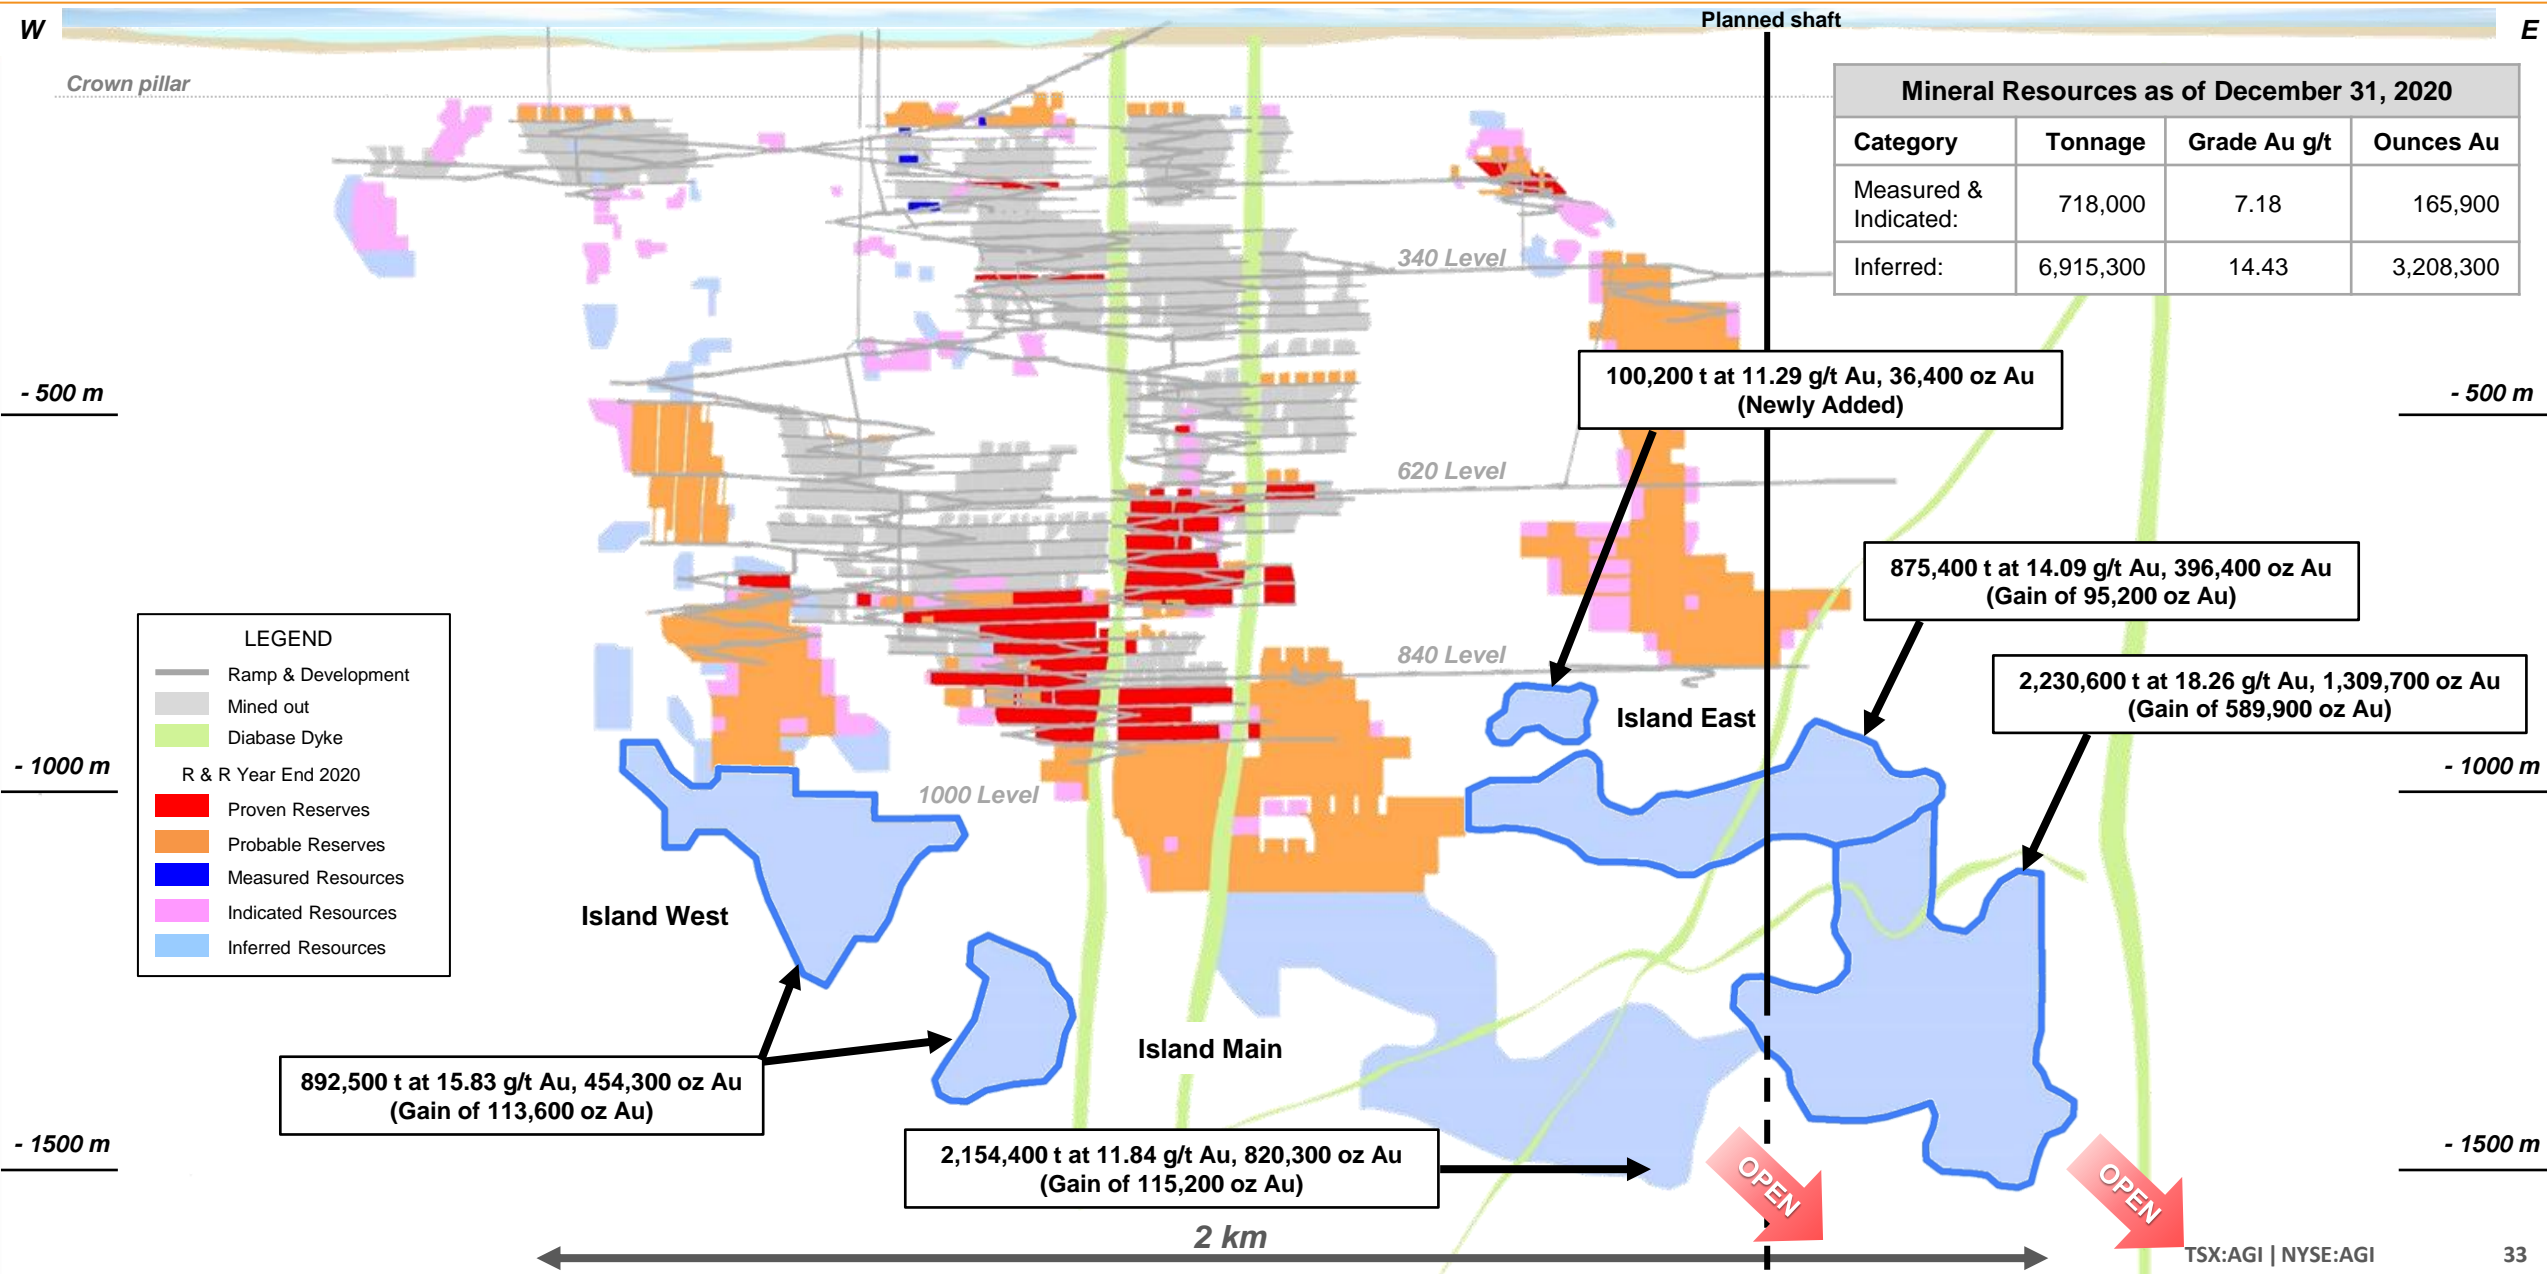 Planned shaft
W
E
Crown pillar
Mineral Resources as of December 31, 2020
Category Tonnage Grade Au g/t Ounces Au
Measured & Indicated: 718,000 7.18 165,900
Inferred: 6,915,300 14.43 3,208,300
340 Level
100,200 t at 11.29 g/t Au, 36,400 oz Au
(Newly Added)
- 500 m
- 500 m
620 Level
875,400 t at 14.09 g/t Au, 396,400 oz Au
(Gain of 95,200 oz Au)
840 Level
2,230,600 t at 18.26 g/t Au, 1,309,700 oz Au
(Gain of 589,900 oz Au)
Island East
LEGEND
Ramp & Development
Mined out
Diabase Dyke
R & R Year End 2020
Proven Reserves
Probable Reserves
Measured Resources
Indicated Resources
Inferred Resources
- 1000 m
- 1000 m
1000 Level
Island West
Island Main
892,500 t at 15.83 g/t Au, 454,300 oz Au
(Gain of 113,600 oz Au)
2,154,400 t at 11.84 g/t Au, 820,300 oz Au
(Gain of 115,200 oz Au)
- 1500 m
- 1500 m
OPEN
OPEN
2 km
TSX:AGI | NYSE:AGI
33